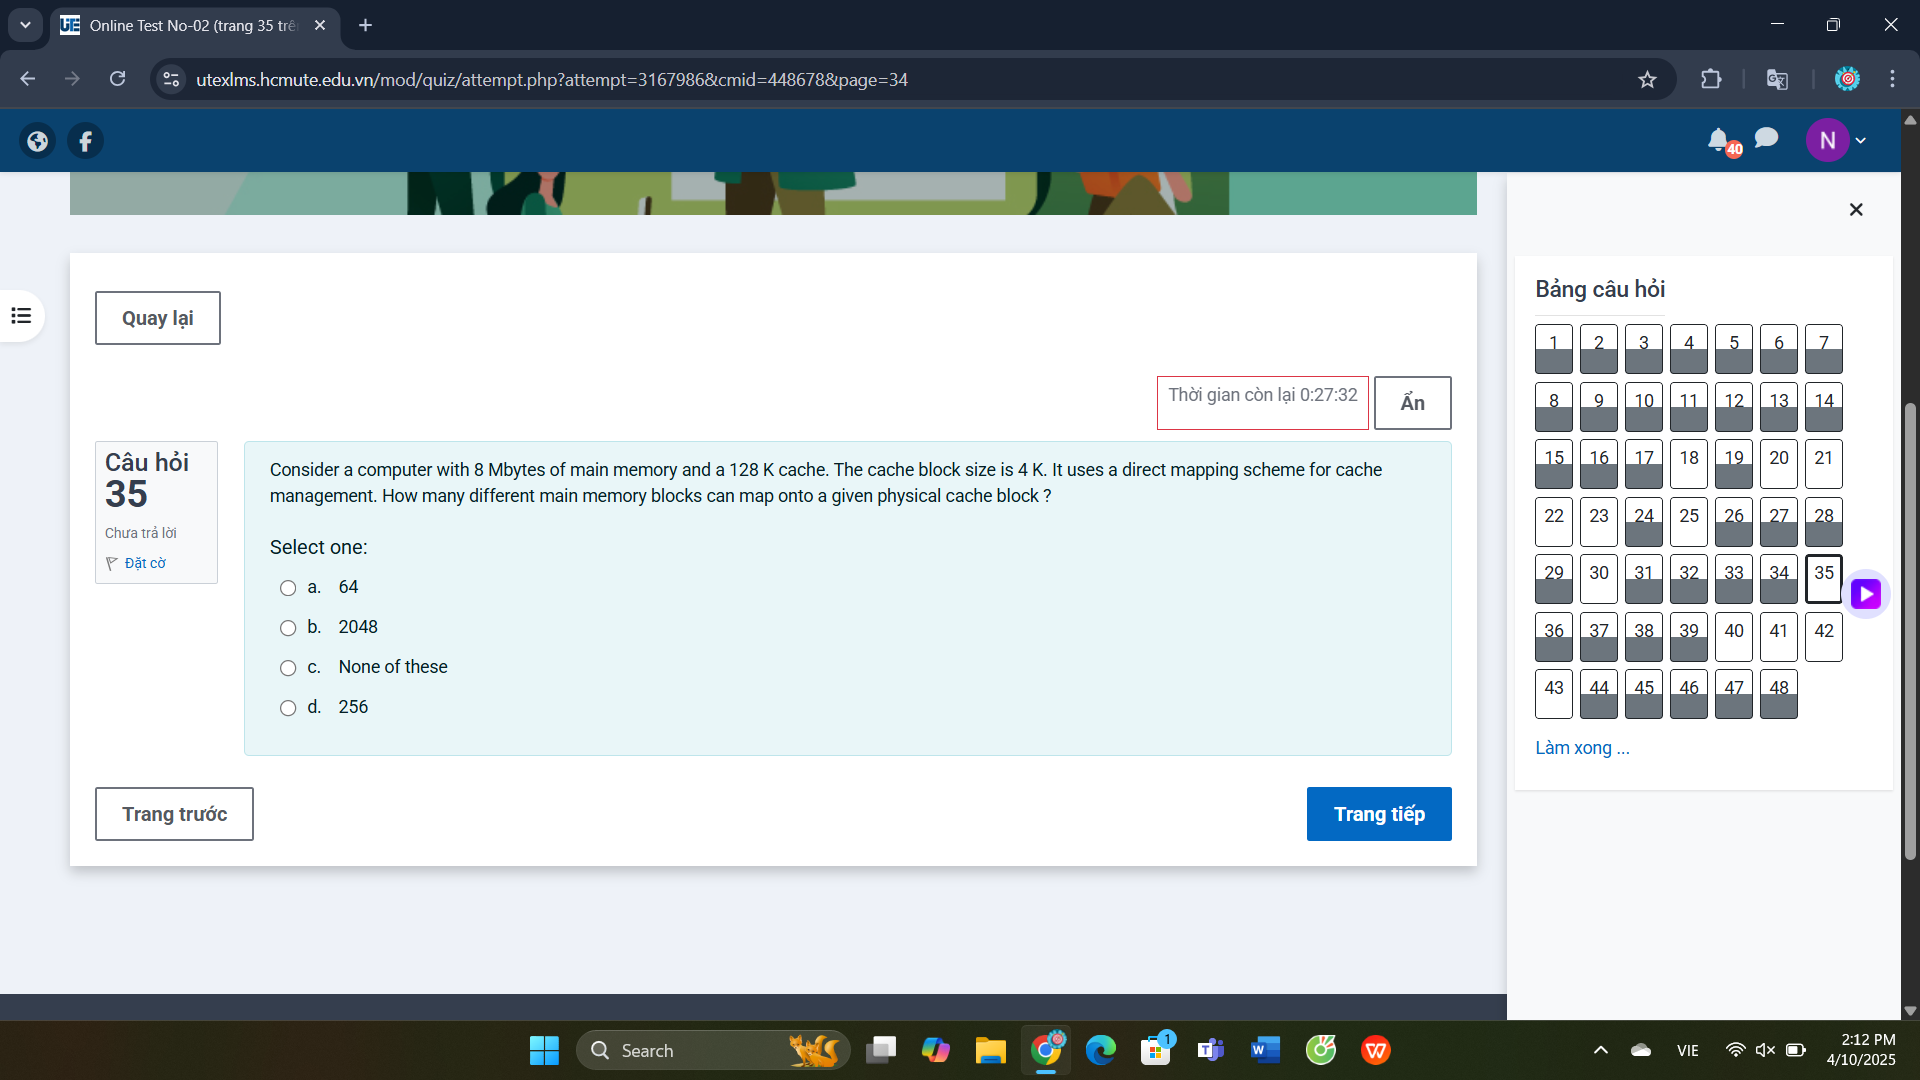 Online Test No-02 (trang 35 trê
utexlms.hcmute.edu.vn/mod/quiz/attempt.php?attempt=3167986&cmid=448678&page=34
40
N
Quay lại
Thời gian còn lại 0:27:32
Ẩn
Câu hỏi
35
Chưa trả lời
Đặt cờ
Consider a computer with 8 Mbytes of main memory and a 128 K cache. The cache block size is 4 K. It uses a direct mapping scheme for cache
management. How many different main memory blocks can map onto a given physical cache block ?
Select one:
a. 64
b. 2048
c. None of these
d. 256
Trang trước
Trang tiếp
Bảng câu hỏi
1 2 3 4 5 6 7
8 9 10 11 12 13 14
15 16 17 18 19 20 21
22 23 24 25 26 27 28
29 30 31 32 33 34 35
36 37 38 39 40 41 42
43 44 45 46 47 48
Làm xong ...
Search
1
VIE
2:12 PM
4/10/2025